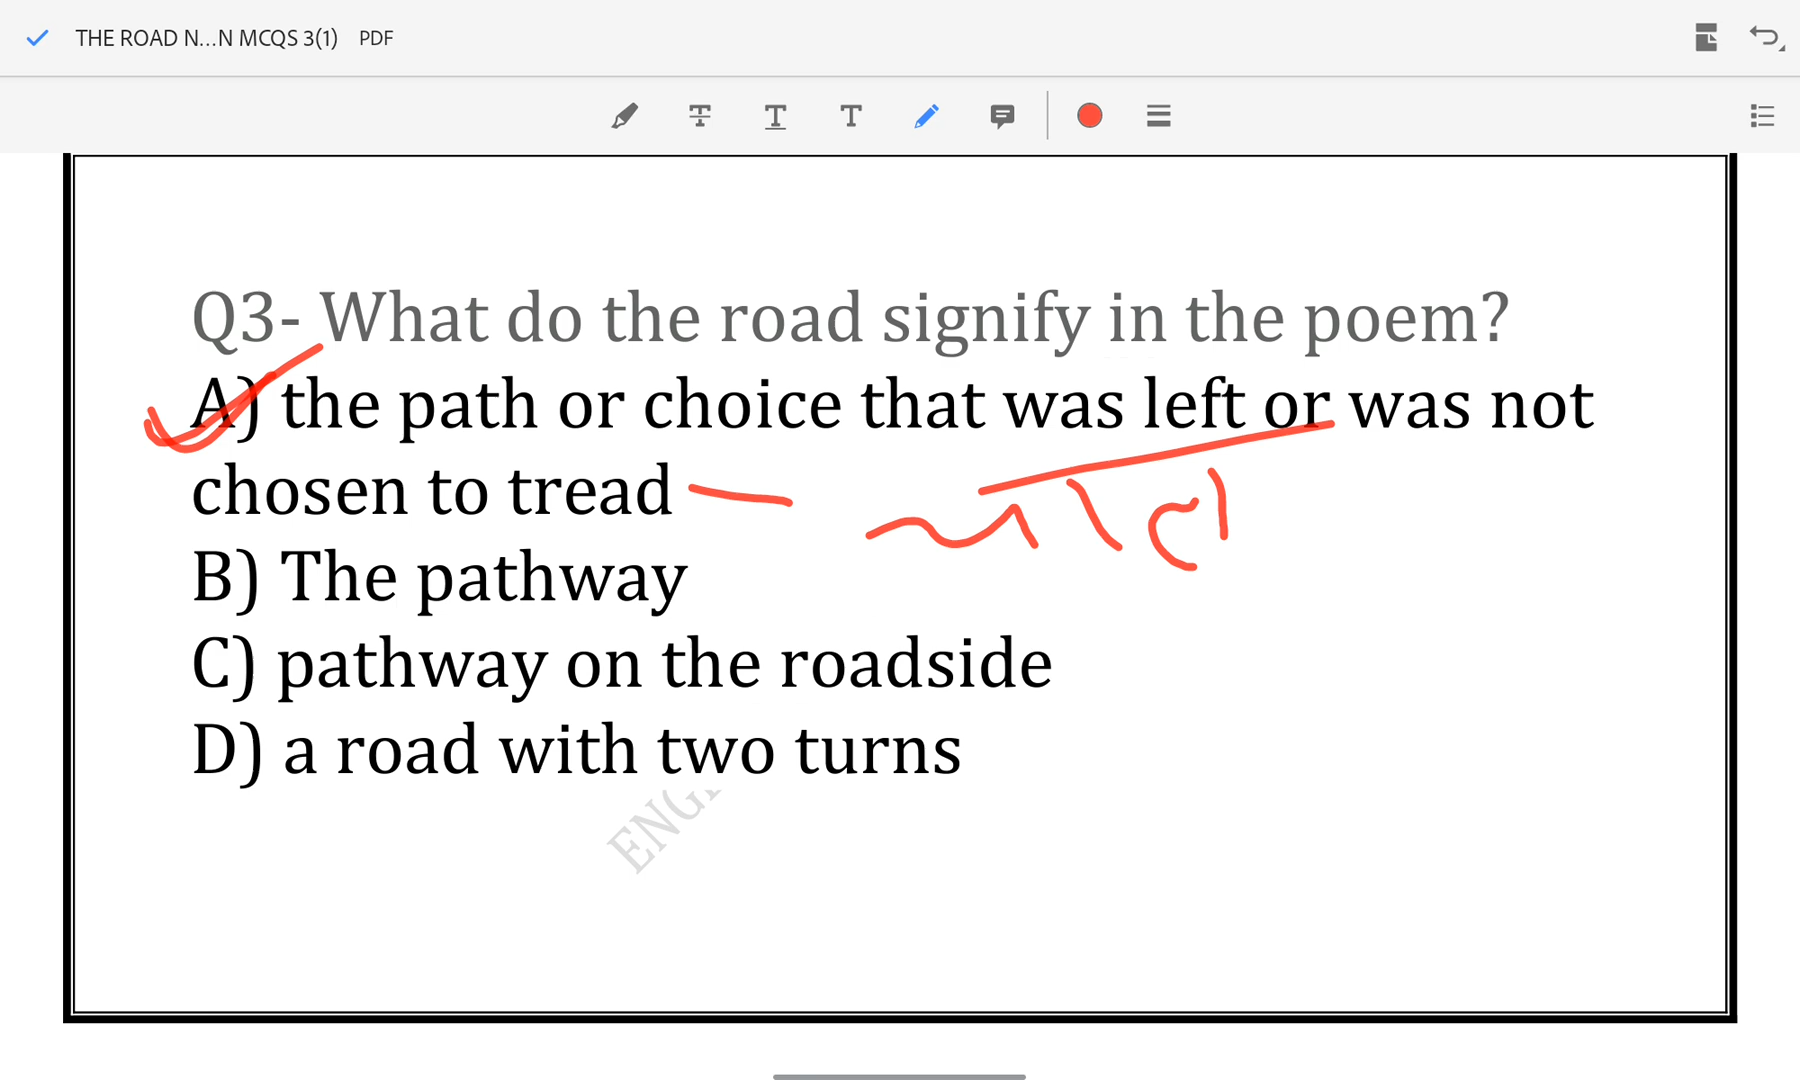 THE ROAD N...N MCQS 3(1) PDF
Q3- What do the road signify in the poem?
A) the path or choice that was left or was not
chosen to tread
B) The pathway
C) pathway on the roadside
D) a road with two turns